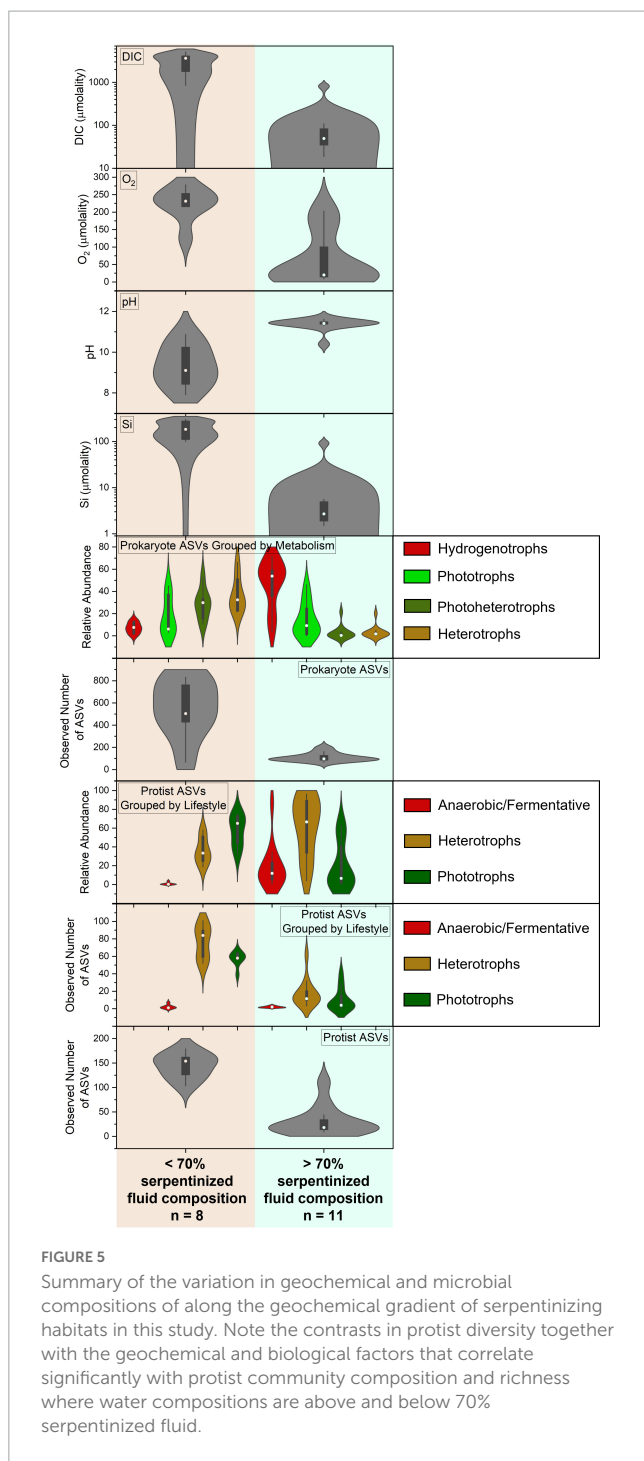 DIC
DIC (μmolality)
1000
100
10
O2
O2 (μmolality)
300
250
200
150
100
50
0
pH
pH
12
10
8
Si
Si (μmolality)
100
10
1
Prokaryote ASVs Grouped by Metabolism
Relative Abundance
80
60
40
20
0
Hydrogenotrophs
Phototrophs
Photoheterotrophs
Heterotrophs
Prokaryote ASVs
Observed Number
of ASVs
800
600
400
200
0
Protist ASVs
Grouped by Lifestyle
Relative Abundance
100
80
60
40
20
0
Anaerobic/Fermentative
Heterotrophs
Phototrophs
Protist ASVs
Grouped by Lifestyle
Observed Number
of ASVs
100
50
0
Anaerobic/Fermentative
Heterotrophs
Phototrophs
Protist ASVs
Observed Number
of ASVs
200
150
100
50
0
< 70%
serpentinized
fluid composition
n = 8
> 70%
serpentinized
fluid composition
n = 11
FIGURE 5
Summary of the variation in geochemical and microbial
compositions of along the geochemical gradient of serpentinizing
habitats in this study. Note the contrasts in protist diversity together
with the geochemical and biological factors that correlate
significantly with protist community composition and richness
where water compositions are above and below 70%
serpentinized fluid.